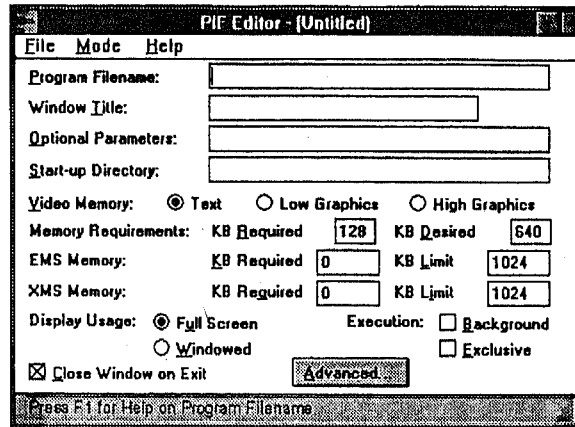 PIF Editor - (Untitled)
File Mode Help
Program Filename:
Window Title:
Optional Parameters:
Start-up Directory:
Video Memory: Text Low Graphics High Graphics
Memory Requirements: KB Required 128 KB Desired 640
EMS Memory: KB Required 0 KB Limit 1024
XMS Memory: KB Required 0 KB Limit 1024
Display Usage: Full Screen Execution: Background
Windowed Exclusive
Close Window on Exit Advanced...
Press F1 for Help on Program Filename.